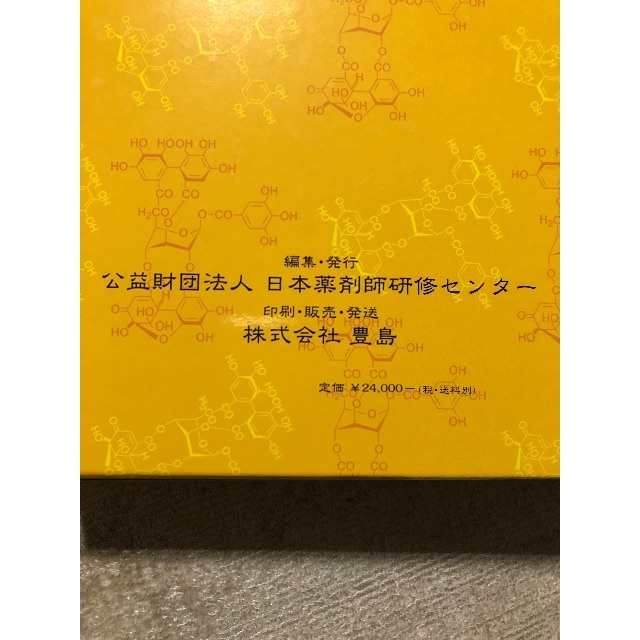 編集・発行
公益財団法人 日本薬剤師研修センター
印刷・販売・発送
株式会社 豊島
定価 ￥24,000－(税・送料別)